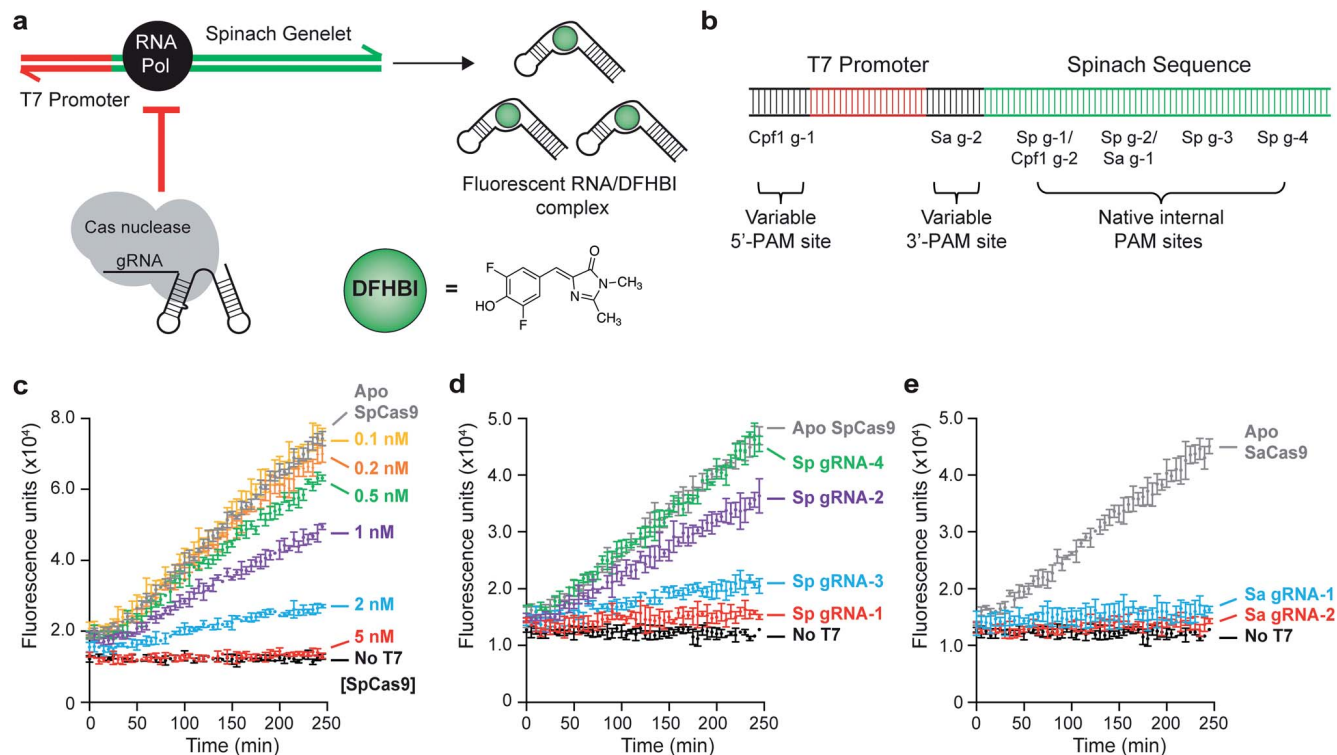 a
RNA
Pol
Spinach Genelet
T7 Promoter
Cas nuclease
gRNA
Fluorescent RNA/DFHBI
complex
DFHBI
=
F
HO
F
O
N
CH3
N
CH3
b
T7 Promoter
Spinach Sequence
Cpf1 g-1
Sa g-2
Sp g-1/
Cpf1 g-2
Sp g-2/
Sa g-1
Sp g-3
Sp g-4
Variable
5'-PAM site
Variable
3'-PAM site
Native internal
PAM sites
c
Fluorescence units (x10⁴)
8.0
6.0
4.0
2.0
0
0
50
100
150
200
250
Time (min)
Apo
SpCas9
0.1 nM
0.2 nM
0.5 nM
1 nM
2 nM
5 nM
No T7
[SpCas9]
d
Fluorescence units (x10⁴)
5.0
4.0
3.0
2.0
1.0
0
0
50
100
150
200
250
Time (min)
Apo SpCas9
Sp gRNA-4
Sp gRNA-2
Sp gRNA-3
Sp gRNA-1
No T7
e
Fluorescence units (x10⁴)
5.0
4.0
3.0
2.0
1.0
0
0
50
100
150
200
250
Time (min)
Apo
SaCas9
Sa gRNA-1
Sa gRNA-2
No T7